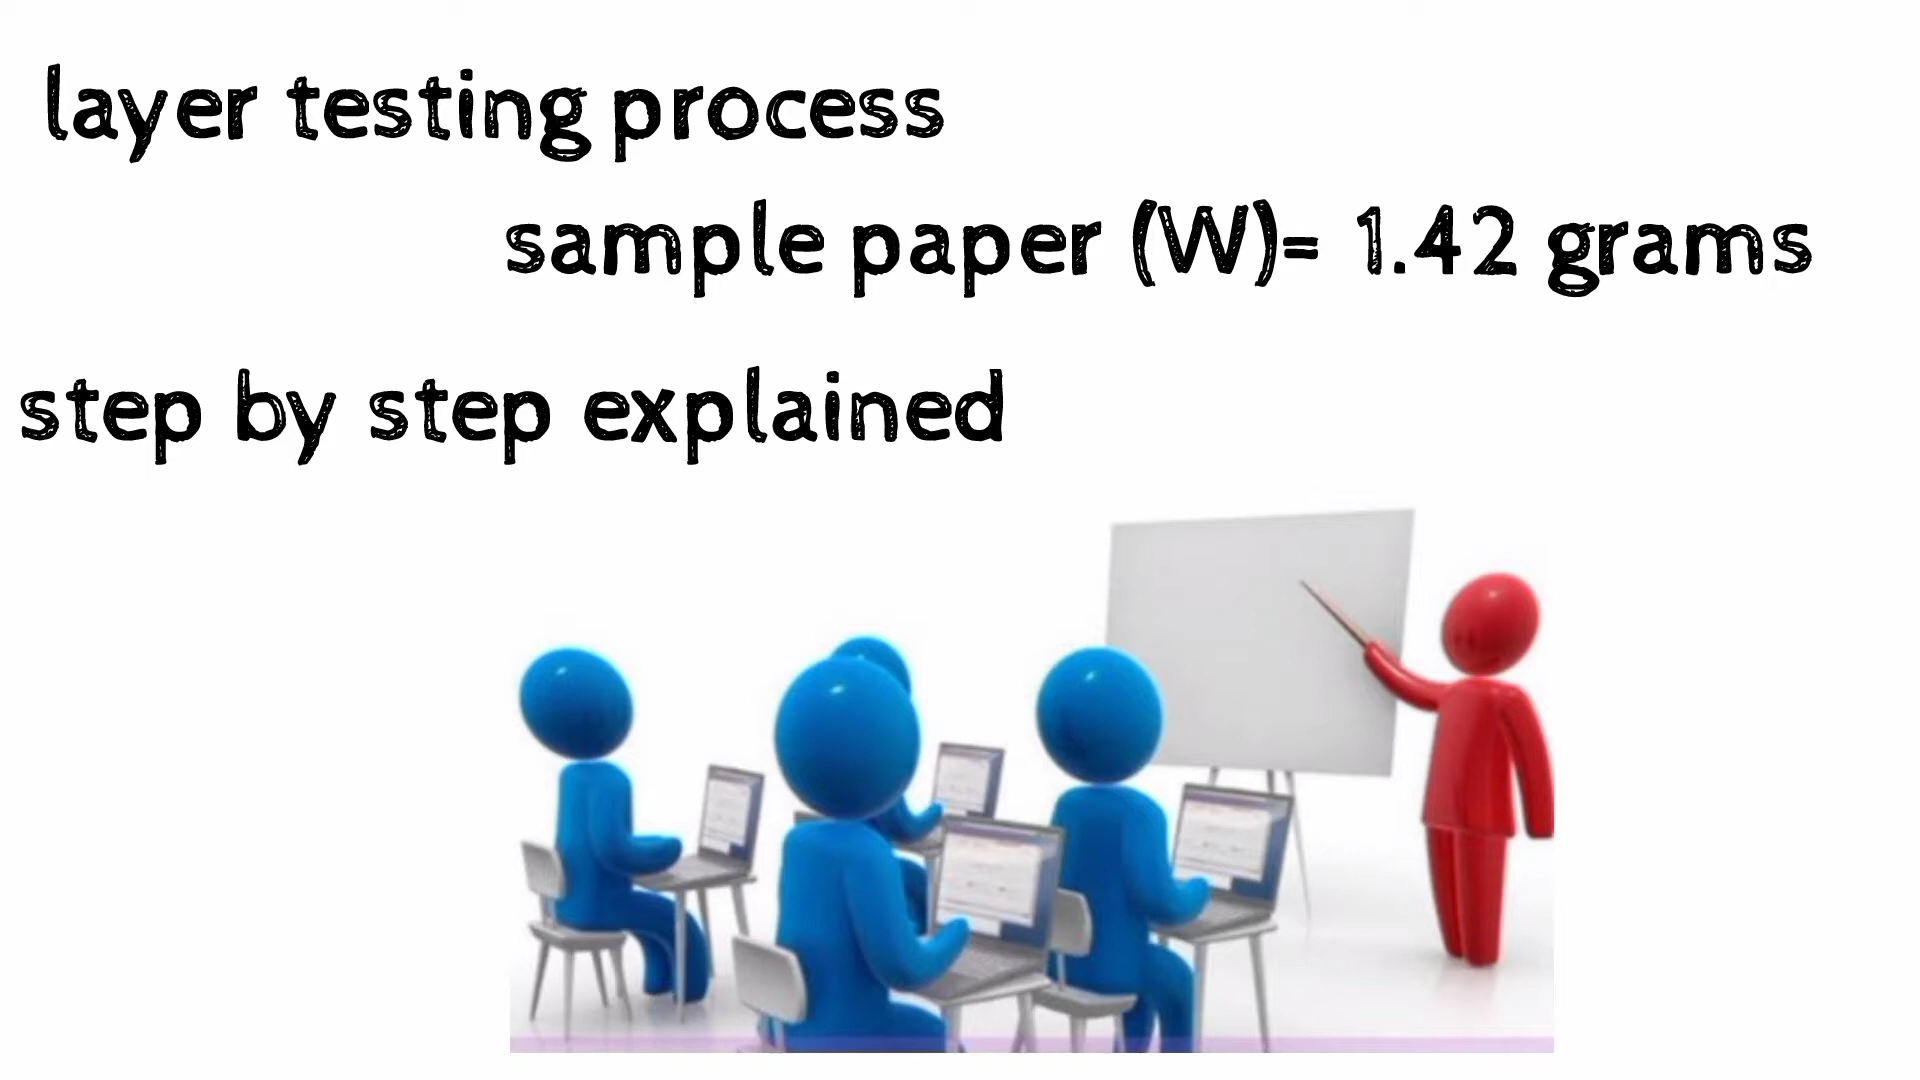 layer testing process
sample paper (W)= 1.42 grams
step by step explained